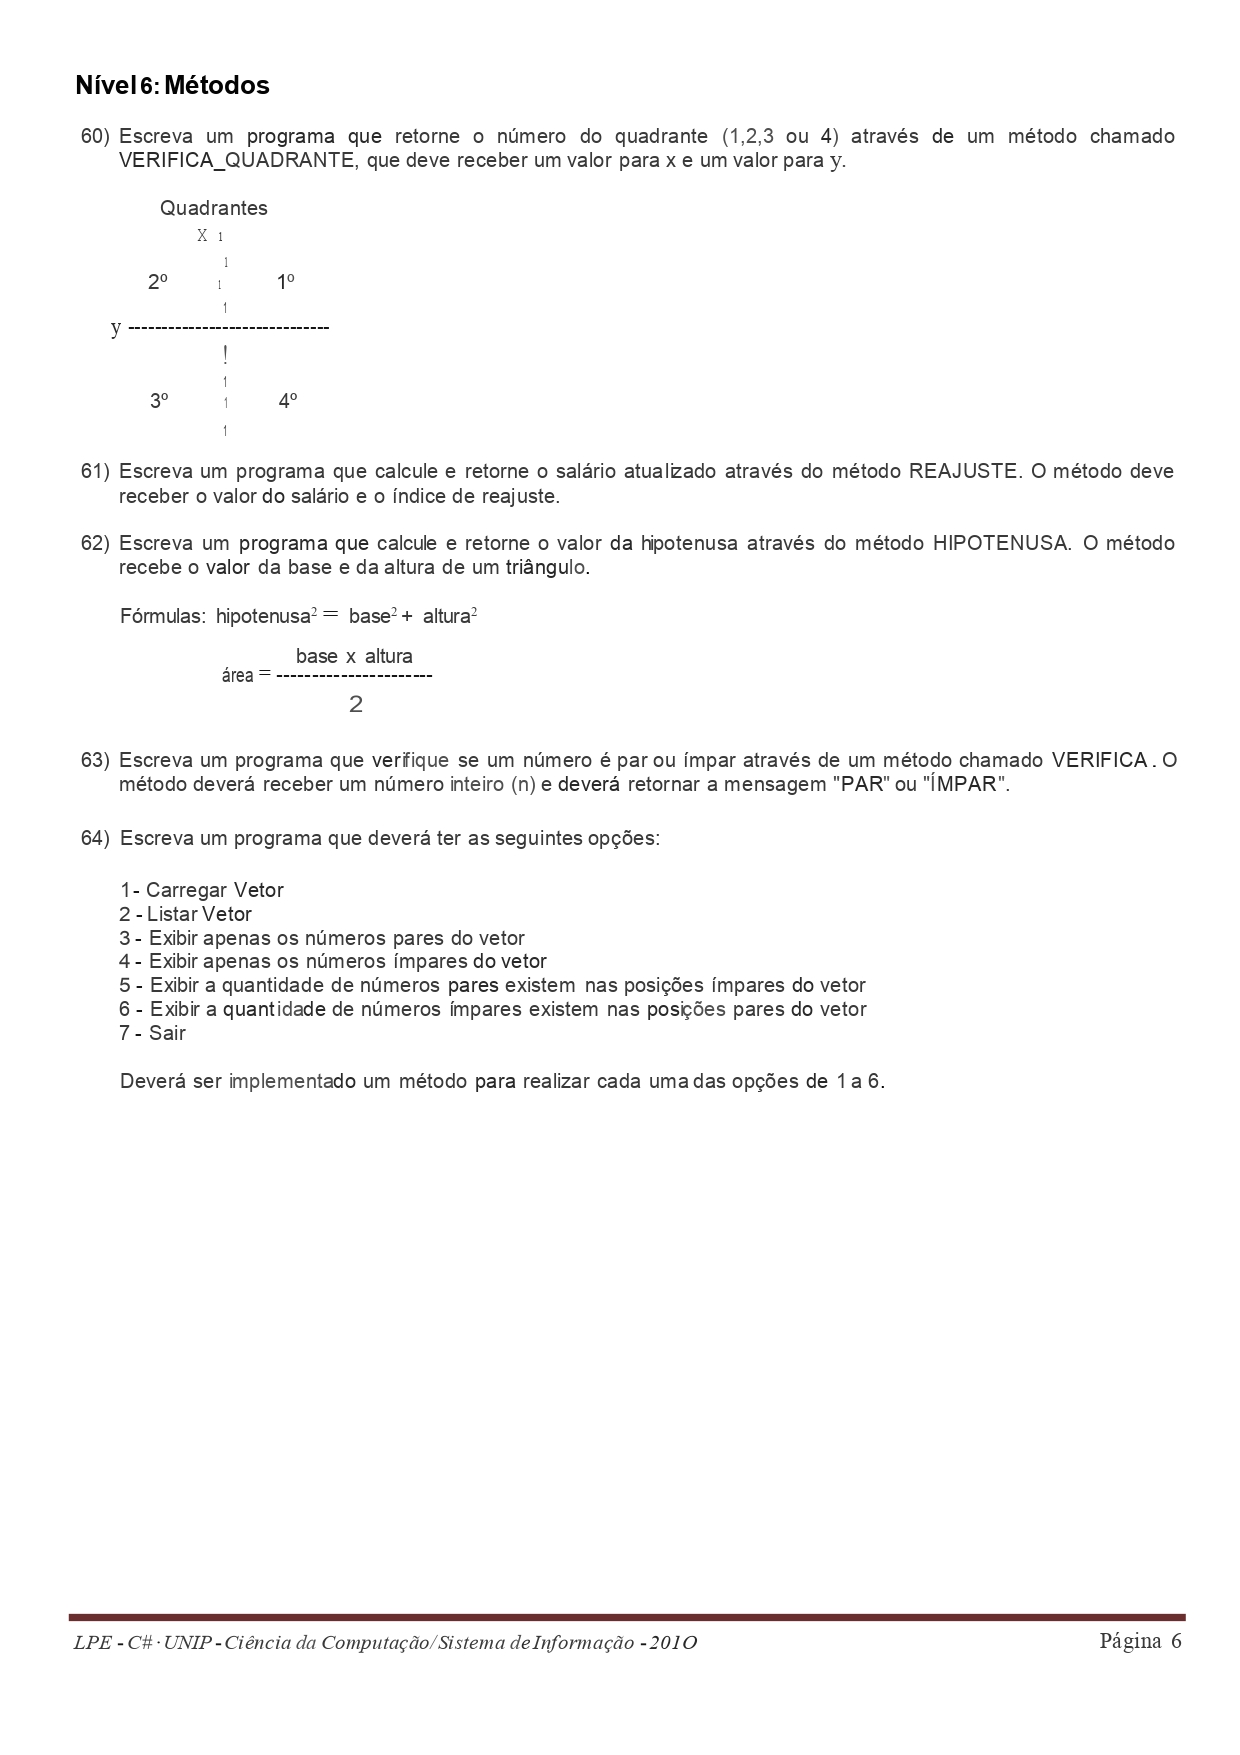 Nível 6: Métodos
60) Escreva um programa que retorne o número do quadrante (1,2,3 ou 4) através de um método chamado
VERIFICA_QUADRANTE, que deve receber um valor para x e um valor para y.
Quadrantes
X 1
1
2º 1 1º
1
y -------------------------------
!
1
3º 1 4º
1
61) Escreva um programa que calcule e retorne o salário atualizado através do método REAJUSTE. O método deve
receber o valor do salário e o índice de reajuste.
62) Escreva um programa que calcule e retorne o valor da hipotenusa através do método HIPOTENUSA. O método
recebe o valor da base e da altura de um triângulo.
Fórmulas: hipotenusa² = base² + altura²
base x altura
área = ----------------------
2
63) Escreva um programa que verifique se um número é par ou ímpar através de um método chamado VERIFICA . O
método deverá receber um número inteiro (n) e deverá retornar a mensagem "PAR" ou "ÍMPAR".
64) Escreva um programa que deverá ter as seguintes opções:
1 - Carregar Vetor
2 - Listar Vetor
3 - Exibir apenas os números pares do vetor
4 - Exibir apenas os números ímpares do vetor
5 - Exibir a quantidade de números pares existem nas posições ímpares do vetor
6 - Exibir a quantidade de números ímpares existem nas posições pares do vetor
7 - Sair
Deverá ser implementado um método para realizar cada uma das opções de 1 a 6.
LPE - C# · UNIP - Ciência da Computação/Sistema de Informação - 201O Página 6